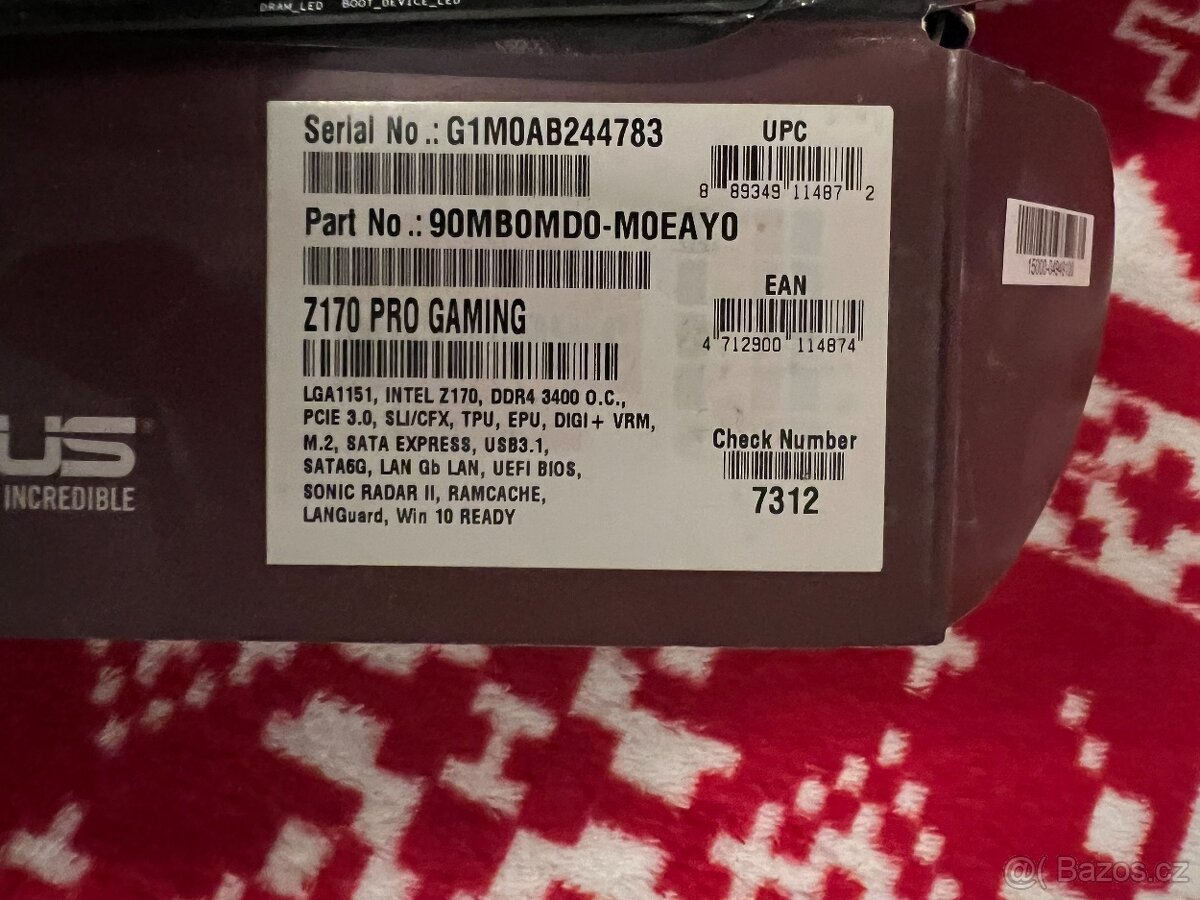 DRAM_LED BOOT_DEVICE_LED
Serial No.: G1M0AB244783
UPC
8 89349 11487 2
Part No.: 90MB0MD0-M0EAY0
EAN
4 712900 114874
Z170 PRO GAMING
LGA1151, INTEL Z170, DDR4 3400 O.C.,
PCIE 3.0, SLI/CFX, TPU, EPU, DIGI+ VRM,
M.2, SATA EXPRESS, USB3.1,
SATA6G, LAN Gb LAN, UEFI BIOS,
SONIC RADAR II, RAMCACHE,
LANGuard, Win 10 READY
Check Number
7312
US
INCREDIBLE
Bazos.cz